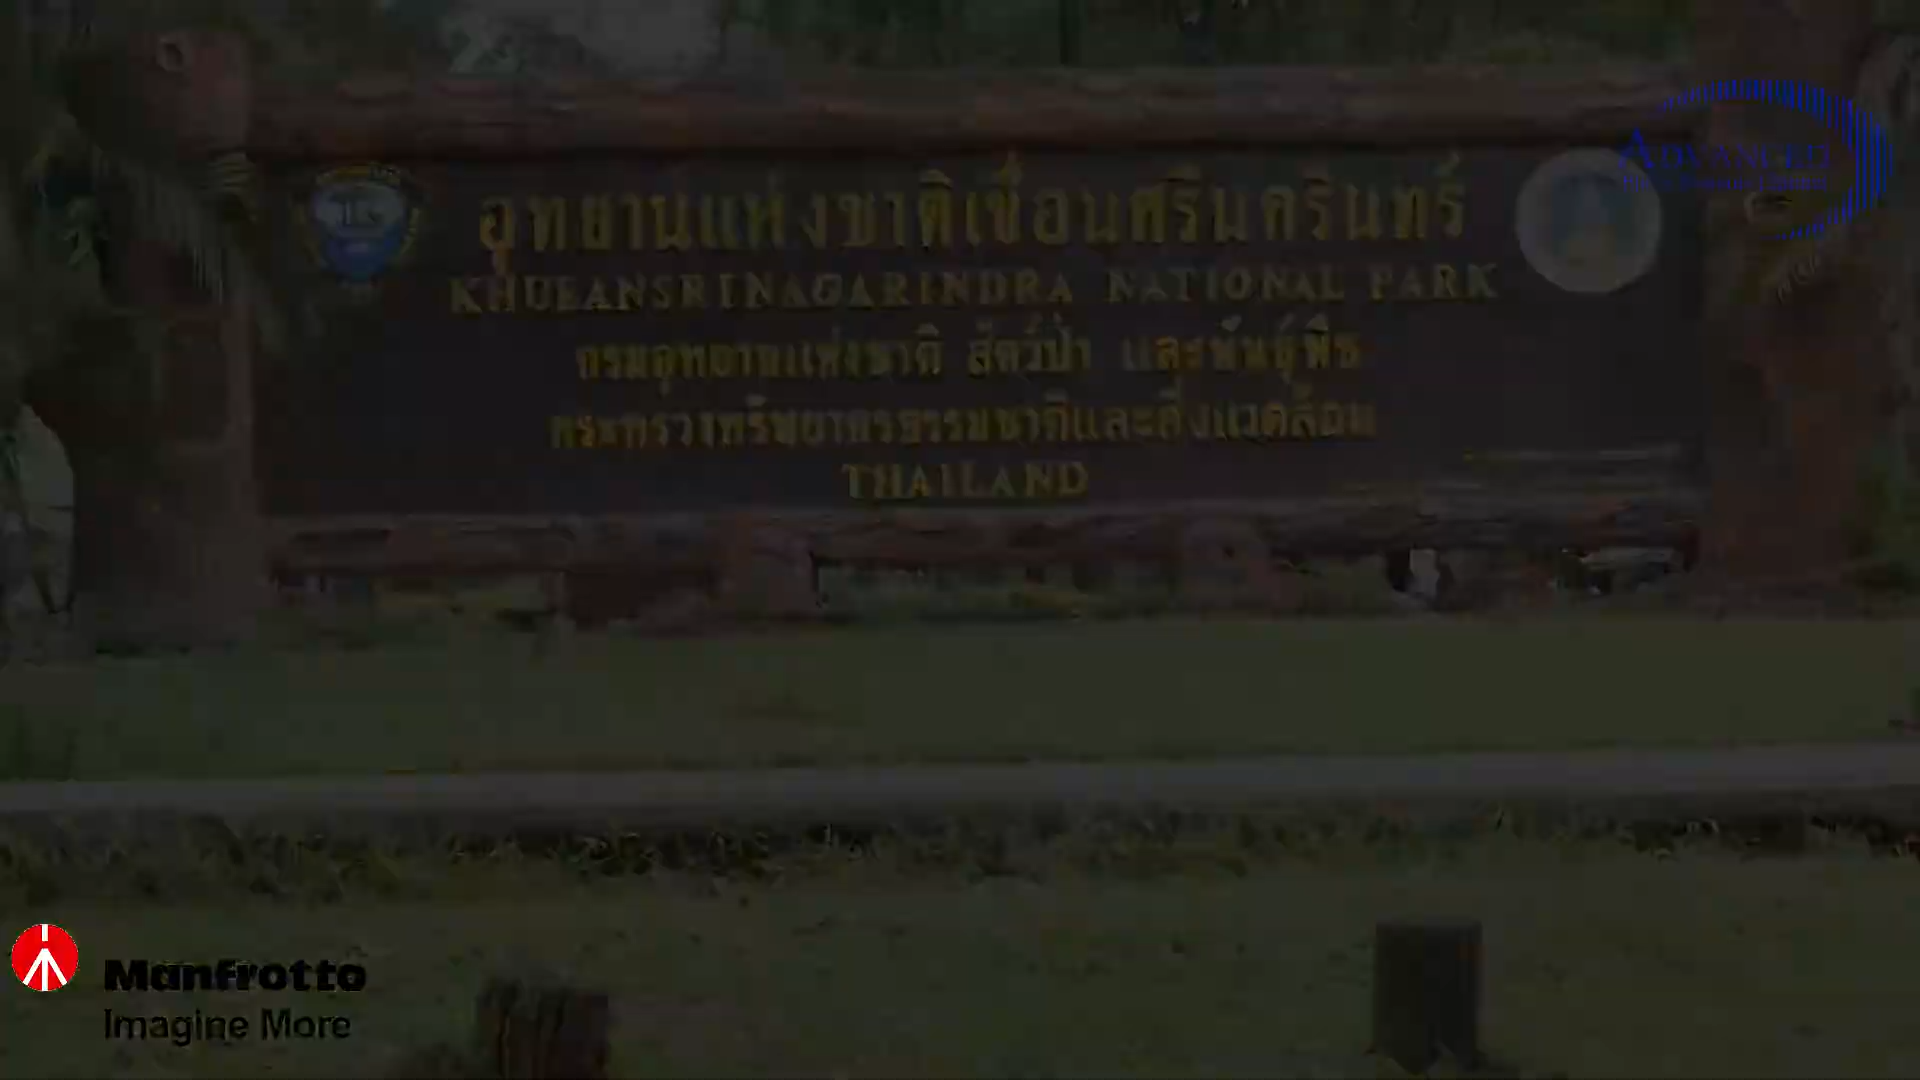 อุทยานแห่งชาติเขื่อนศรีนครินทร์
KHUEANSRINAGARINDRA NATIONAL PARK
กรมอุทยานแห่งชาติ สัตว์ป่า และพันธุ์พืช
กระทรวงทรัพยากรธรรมชาติและสิ่งแวดล้อม
THAILAND
ADVANCED
Manfrotto
Imagine More